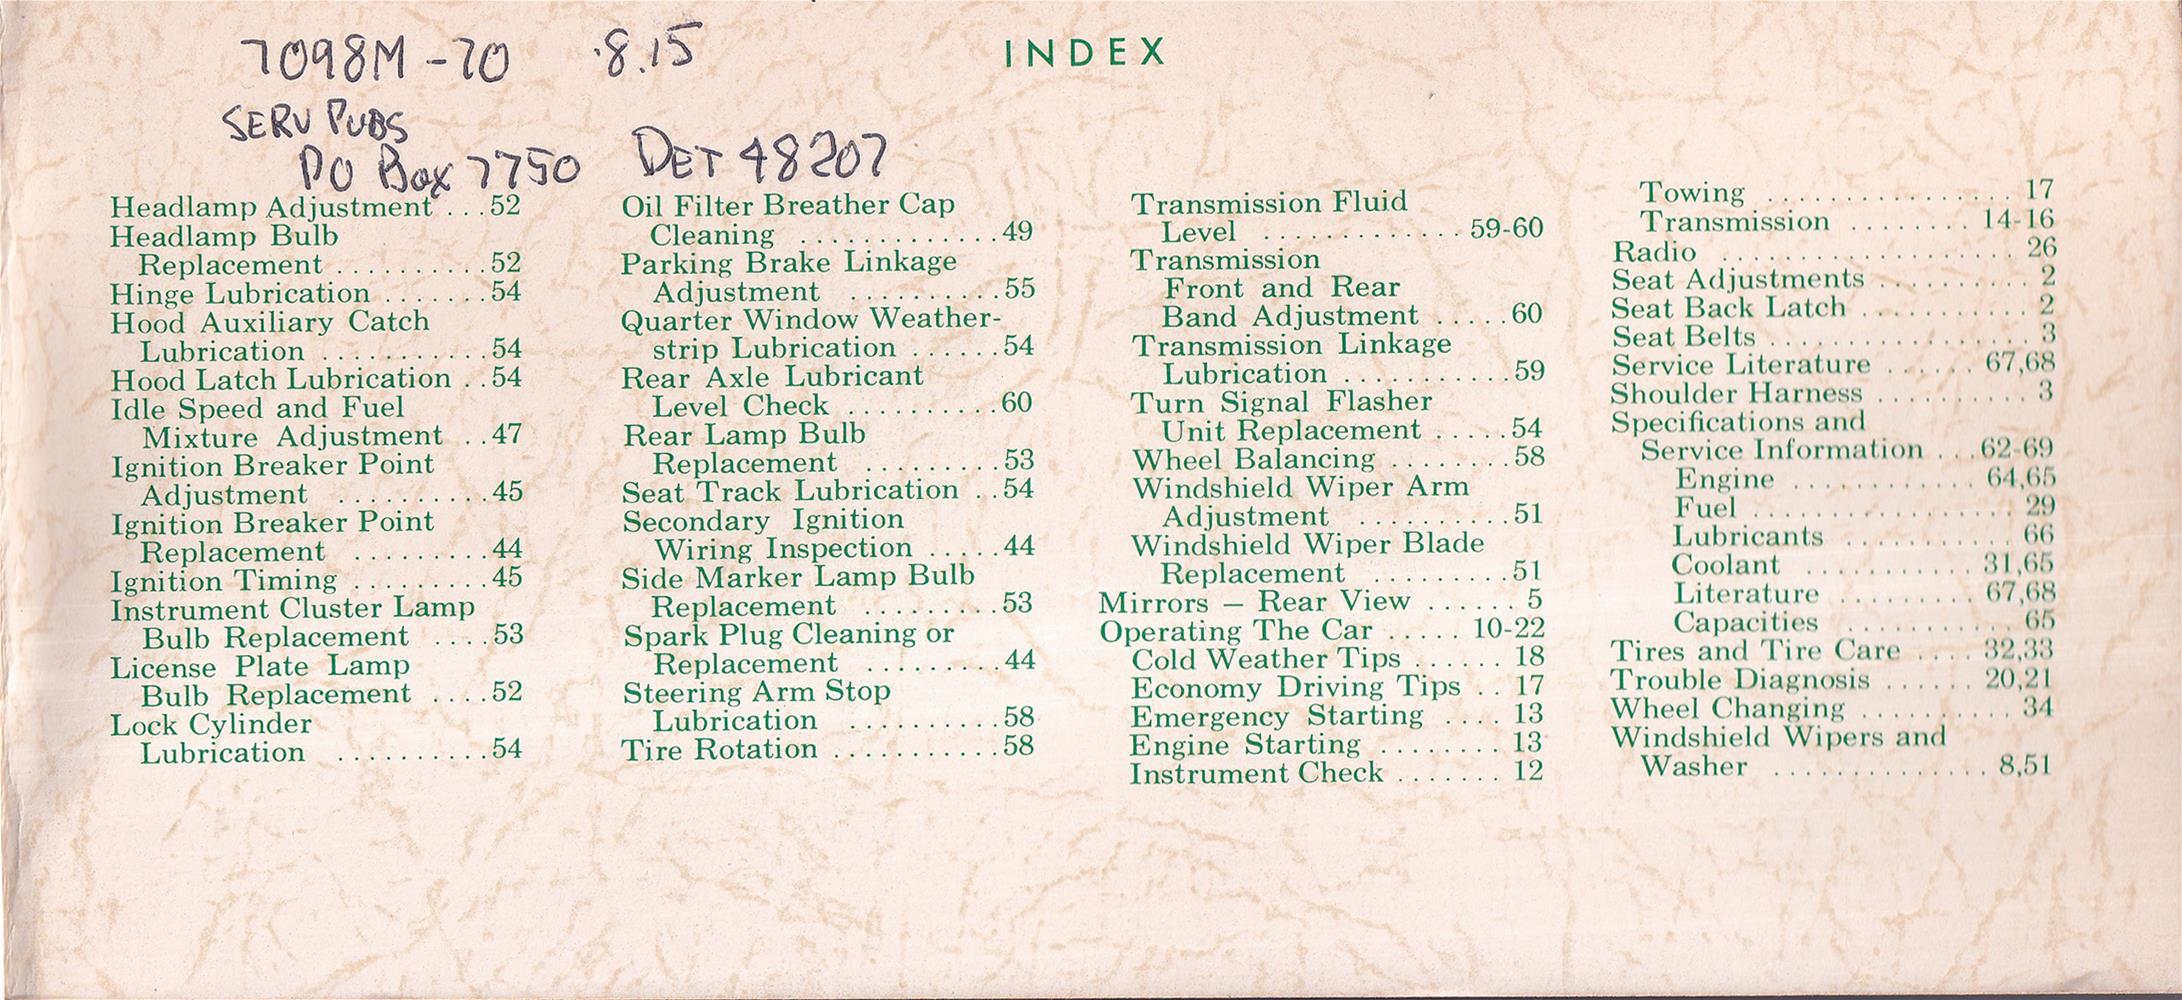 7098M-70 .8.15
INDEX
SERV PUBS
PO Box 7750 DET 48207
Headlamp Adjustment ...52
Headlamp Bulb
Replacement ..........52
Hinge Lubrication .......54
Hood Auxiliary Catch
Lubrication ...........54
Hood Latch Lubrication ..54
Idle Speed and Fuel
Mixture Adjustment ..47
Ignition Breaker Point
Adjustment ..........45
Ignition Breaker Point
Replacement .........44
Ignition Timing .........45
Instrument Cluster Lamp
Bulb Replacement ....53
License Plate Lamp
Bulb Replacement ....52
Lock Cylinder
Lubrication ..........54
Oil Filter Breather Cap
Cleaning .............49
Parking Brake Linkage
Adjustment ..........55
Quarter Window Weather-
strip Lubrication ......54
Rear Axle Lubricant
Level Check ..........60
Rear Lamp Bulb
Replacement .........53
Seat Track Lubrication ..54
Secondary Ignition
Wiring Inspection .....44
Side Marker Lamp Bulb
Replacement .........53
Spark Plug Cleaning or
Replacement .........44
Steering Arm Stop
Lubrication ..........58
Tire Rotation ...........58
Transmission Fluid
Level .............59-60
Transmission
Front and Rear
Band Adjustment .....60
Transmission Linkage
Lubrication ...........59
Turn Signal Flasher
Unit Replacement .....54
Wheel Balancing ........58
Windshield Wiper Arm
Adjustment ..........51
Windshield Wiper Blade
Replacement .........51
Mirrors — Rear View ...... 5
Operating The Car ..... 10-22
Cold Weather Tips ...... 18
Economy Driving Tips .. 17
Emergency Starting .... 13
Engine Starting ........ 13
Instrument Check ....... 12
Towing ................ 17
Transmission ........ 14-16
Radio ................... 26
Seat Adjustments .......... 2
Seat Back Latch ........... 2
Seat Belts ................. 3
Service Literature ...... 67,68
Shoulder Harness .......... 3
Specifications and
Service Information ...62-69
Engine ............ 64,65
Fuel ................. 29
Lubricants ........... 66
Coolant ........... 31,65
Literature ......... 67,68
Capacities ........... 65
Tires and Tire Care .... 32,33
Trouble Diagnosis ...... 20,21
Wheel Changing .......... 34
Windshield Wipers and
Washer ............... 8,51